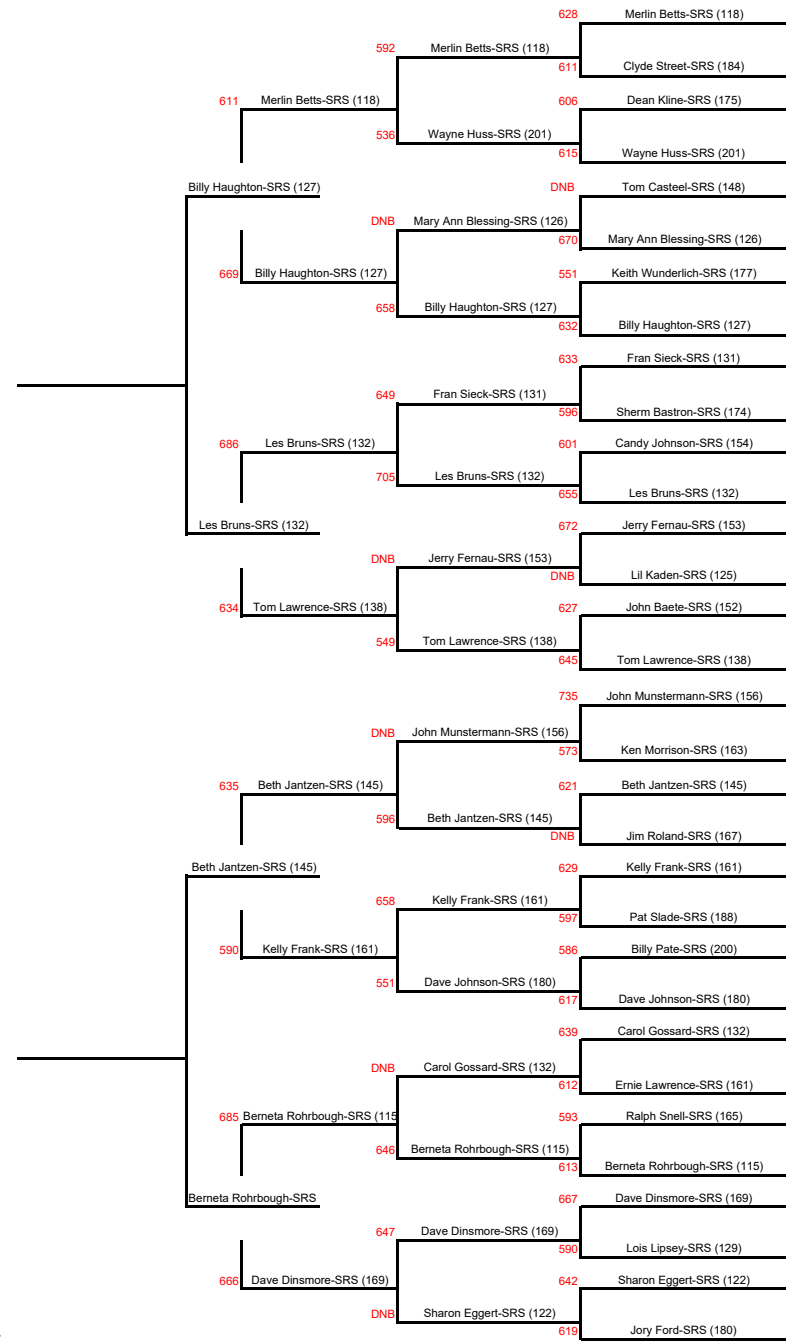 628 Merlin Betts-SRS (118)
592 Merlin Betts-SRS (118)
611 Clyde Street-SRS (184)
611 Merlin Betts-SRS (118)
606 Dean Kline-SRS (175)
536 Wayne Huss-SRS (201)
615 Wayne Huss-SRS (201)
Billy Haughton-SRS (127)
DNB Tom Casteel-SRS (148)
DNB Mary Ann Blessing-SRS (126)
670 Mary Ann Blessing-SRS (126)
669 Billy Haughton-SRS (127)
551 Keith Wunderlich-SRS (177)
658 Billy Haughton-SRS (127)
632 Billy Haughton-SRS (127)
633 Fran Sieck-SRS (131)
649 Fran Sieck-SRS (131)
596 Sherm Bastron-SRS (174)
686 Les Bruns-SRS (132)
601 Candy Johnson-SRS (154)
705 Les Bruns-SRS (132)
655 Les Bruns-SRS (132)
Les Bruns-SRS (132)
672 Jerry Fernau-SRS (153)
DNB Jerry Fernau-SRS (153)
DNB Lil Kaden-SRS (125)
634 Tom Lawrence-SRS (138)
627 John Baete-SRS (152)
549 Tom Lawrence-SRS (138)
645 Tom Lawrence-SRS (138)
735 John Munstermann-SRS (156)
DNB John Munstermann-SRS (156)
573 Ken Morrison-SRS (163)
635 Beth Jantzen-SRS (145)
621 Beth Jantzen-SRS (145)
596 Beth Jantzen-SRS (145)
DNB Jim Roland-SRS (167)
Beth Jantzen-SRS (145)
629 Kelly Frank-SRS (161)
658 Kelly Frank-SRS (161)
597 Pat Slade-SRS (188)
590 Kelly Frank-SRS (161)
586 Billy Pate-SRS (200)
551 Dave Johnson-SRS (180)
617 Dave Johnson-SRS (180)
639 Carol Gossard-SRS (132)
DNB Carol Gossard-SRS (132)
612 Ernie Lawrence-SRS (161)
685 Berneta Rohrbough-SRS (115
593 Ralph Snell-SRS (165)
646 Berneta Rohrbough-SRS (115)
613 Berneta Rohrbough-SRS (115)
Berneta Rohrbough-SRS
667 Dave Dinsmore-SRS (169)
647 Dave Dinsmore-SRS (169)
590 Lois Lipsey-SRS (129)
666 Dave Dinsmore-SRS (169)
642 Sharon Eggert-SRS (122)
DNB Sharon Eggert-SRS (122)
619 Jory Ford-SRS (180)